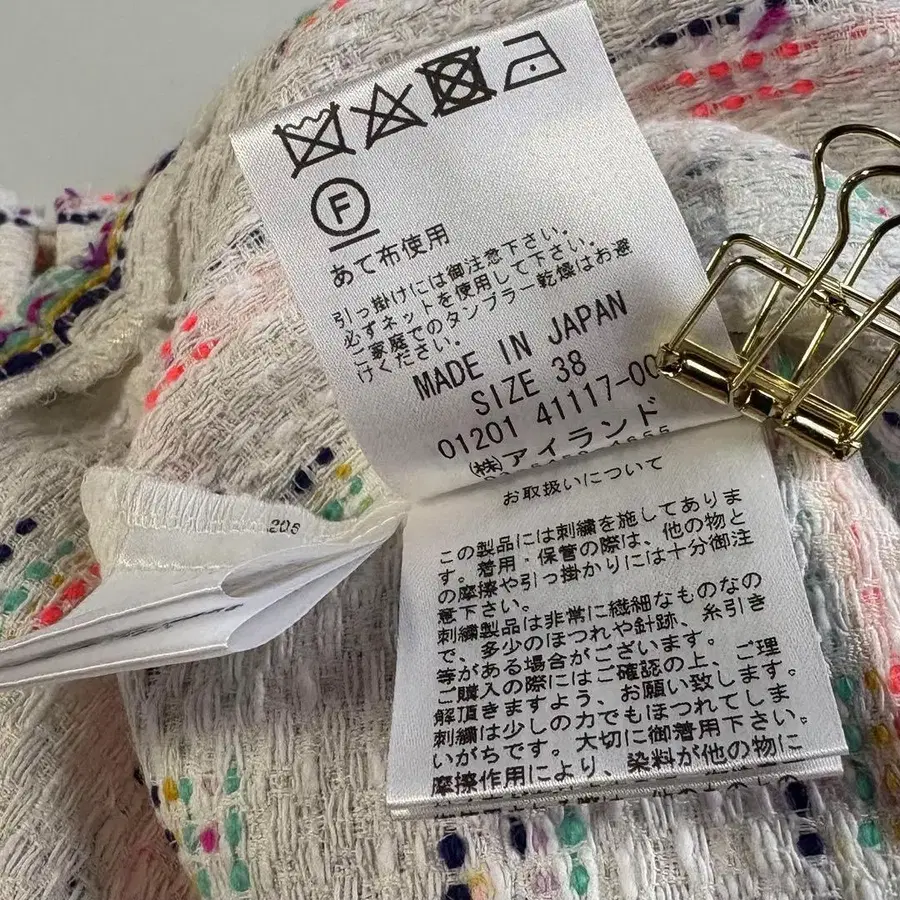 F
あて布使用
引っ掛けには御注意下さい。
必ずネットを使用して下さい。
ご家庭でのタンブラー乾燥はお避
けください。
MADE IN JAPAN
SIZE 38
01201 41117-00
㈱アイランド
お取扱いについて
この製品には刺繍を施してありま
す。着用・保管の際は、他の物と
の摩擦や引っ掛かりには十分御注
意下さい。
刺繍製品は非常に繊細なものなの
で、多少のほつれや針跡、糸引き
等がある場合がございます。
ご購入の際にはご確認の上、ご理
解頂きますよう、お願い致します。
刺繍は少しの力でもほつれてしま
いがちです。大切に御着用下さい。
摩擦作用により、染料が他の物に